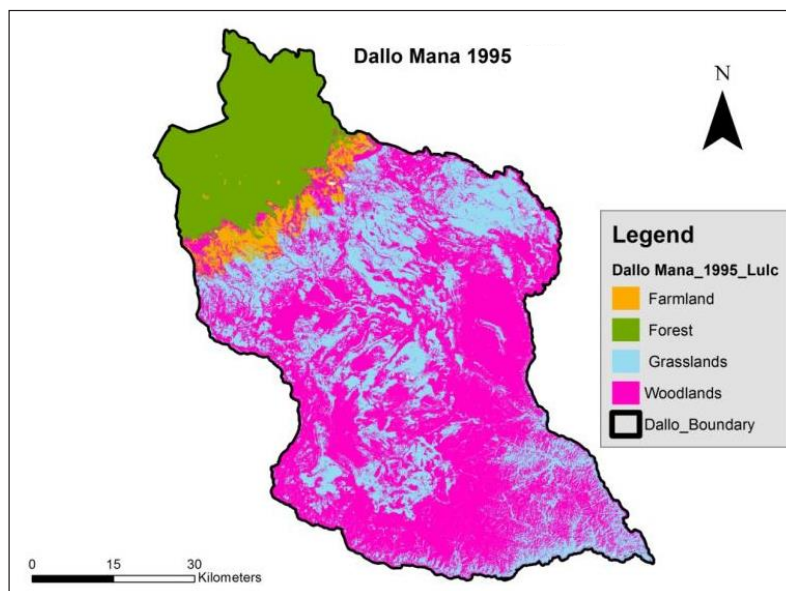 Dallo Mana 1995
N
Legend
Dallo Mana_1995_Lulc
Farmland
Forest
Grasslands
Woodlands
Dallo_Boundary
0 15 30
Kilometers